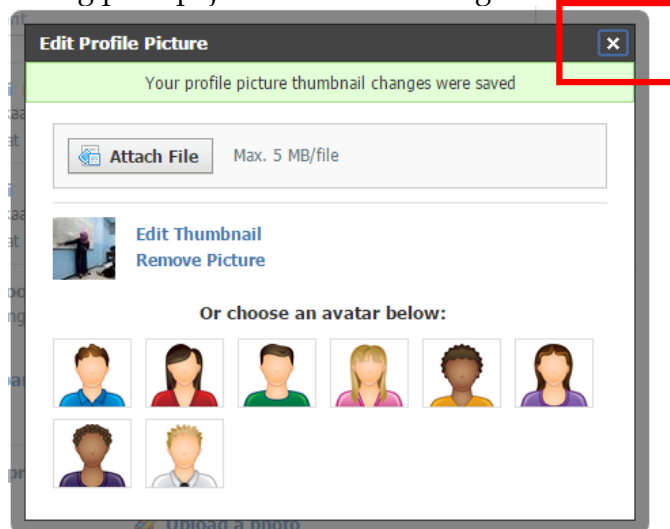 Edit Profile Picture
Your profile picture thumbnail changes were saved
Attach File
Max. 5 MB/file
Edit Thumbnail
Remove Picture
Or choose an avatar below:
Upload a photo